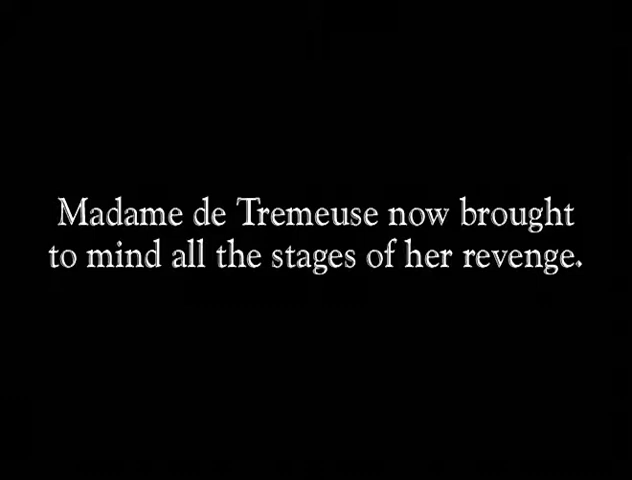 Madame de Tremeuse now brought
to mind all the stages of her revenge.